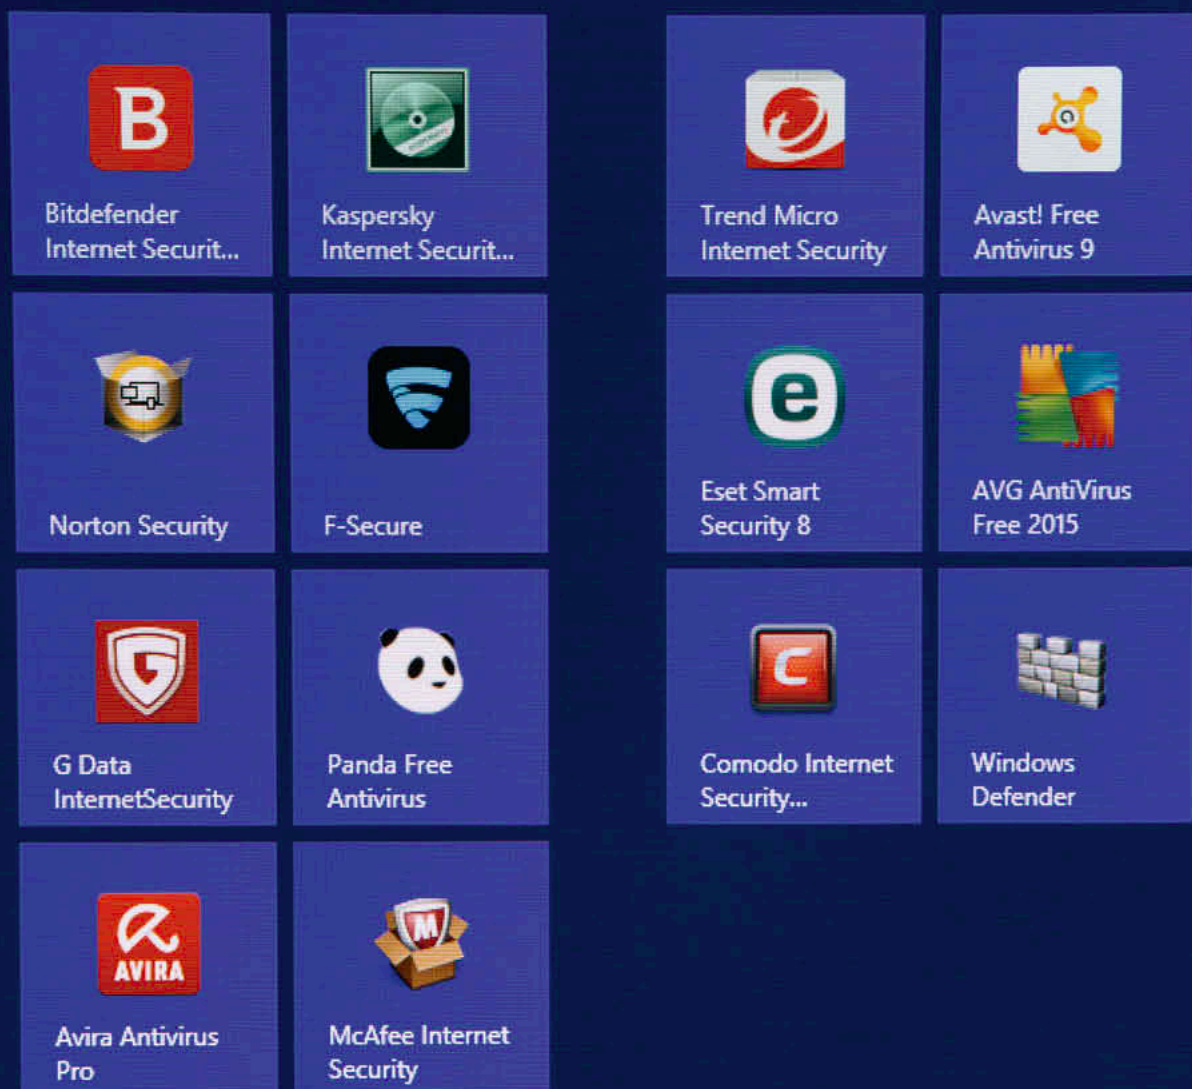 B
Bitdefender
Internet Securit...
Kaspersky
Internet Securit...
Trend Micro
Internet Security
Avast! Free
Antivirus 9
Norton Security
F-Secure
e
Eset Smart
Security 8
AVG AntiVirus
Free 2015
G
G Data
InternetSecurity
Panda Free
Antivirus
C
Comodo Internet
Security...
Windows
Defender
AVIRA
Avira Antivirus
Pro
M
McAfee Internet
Security